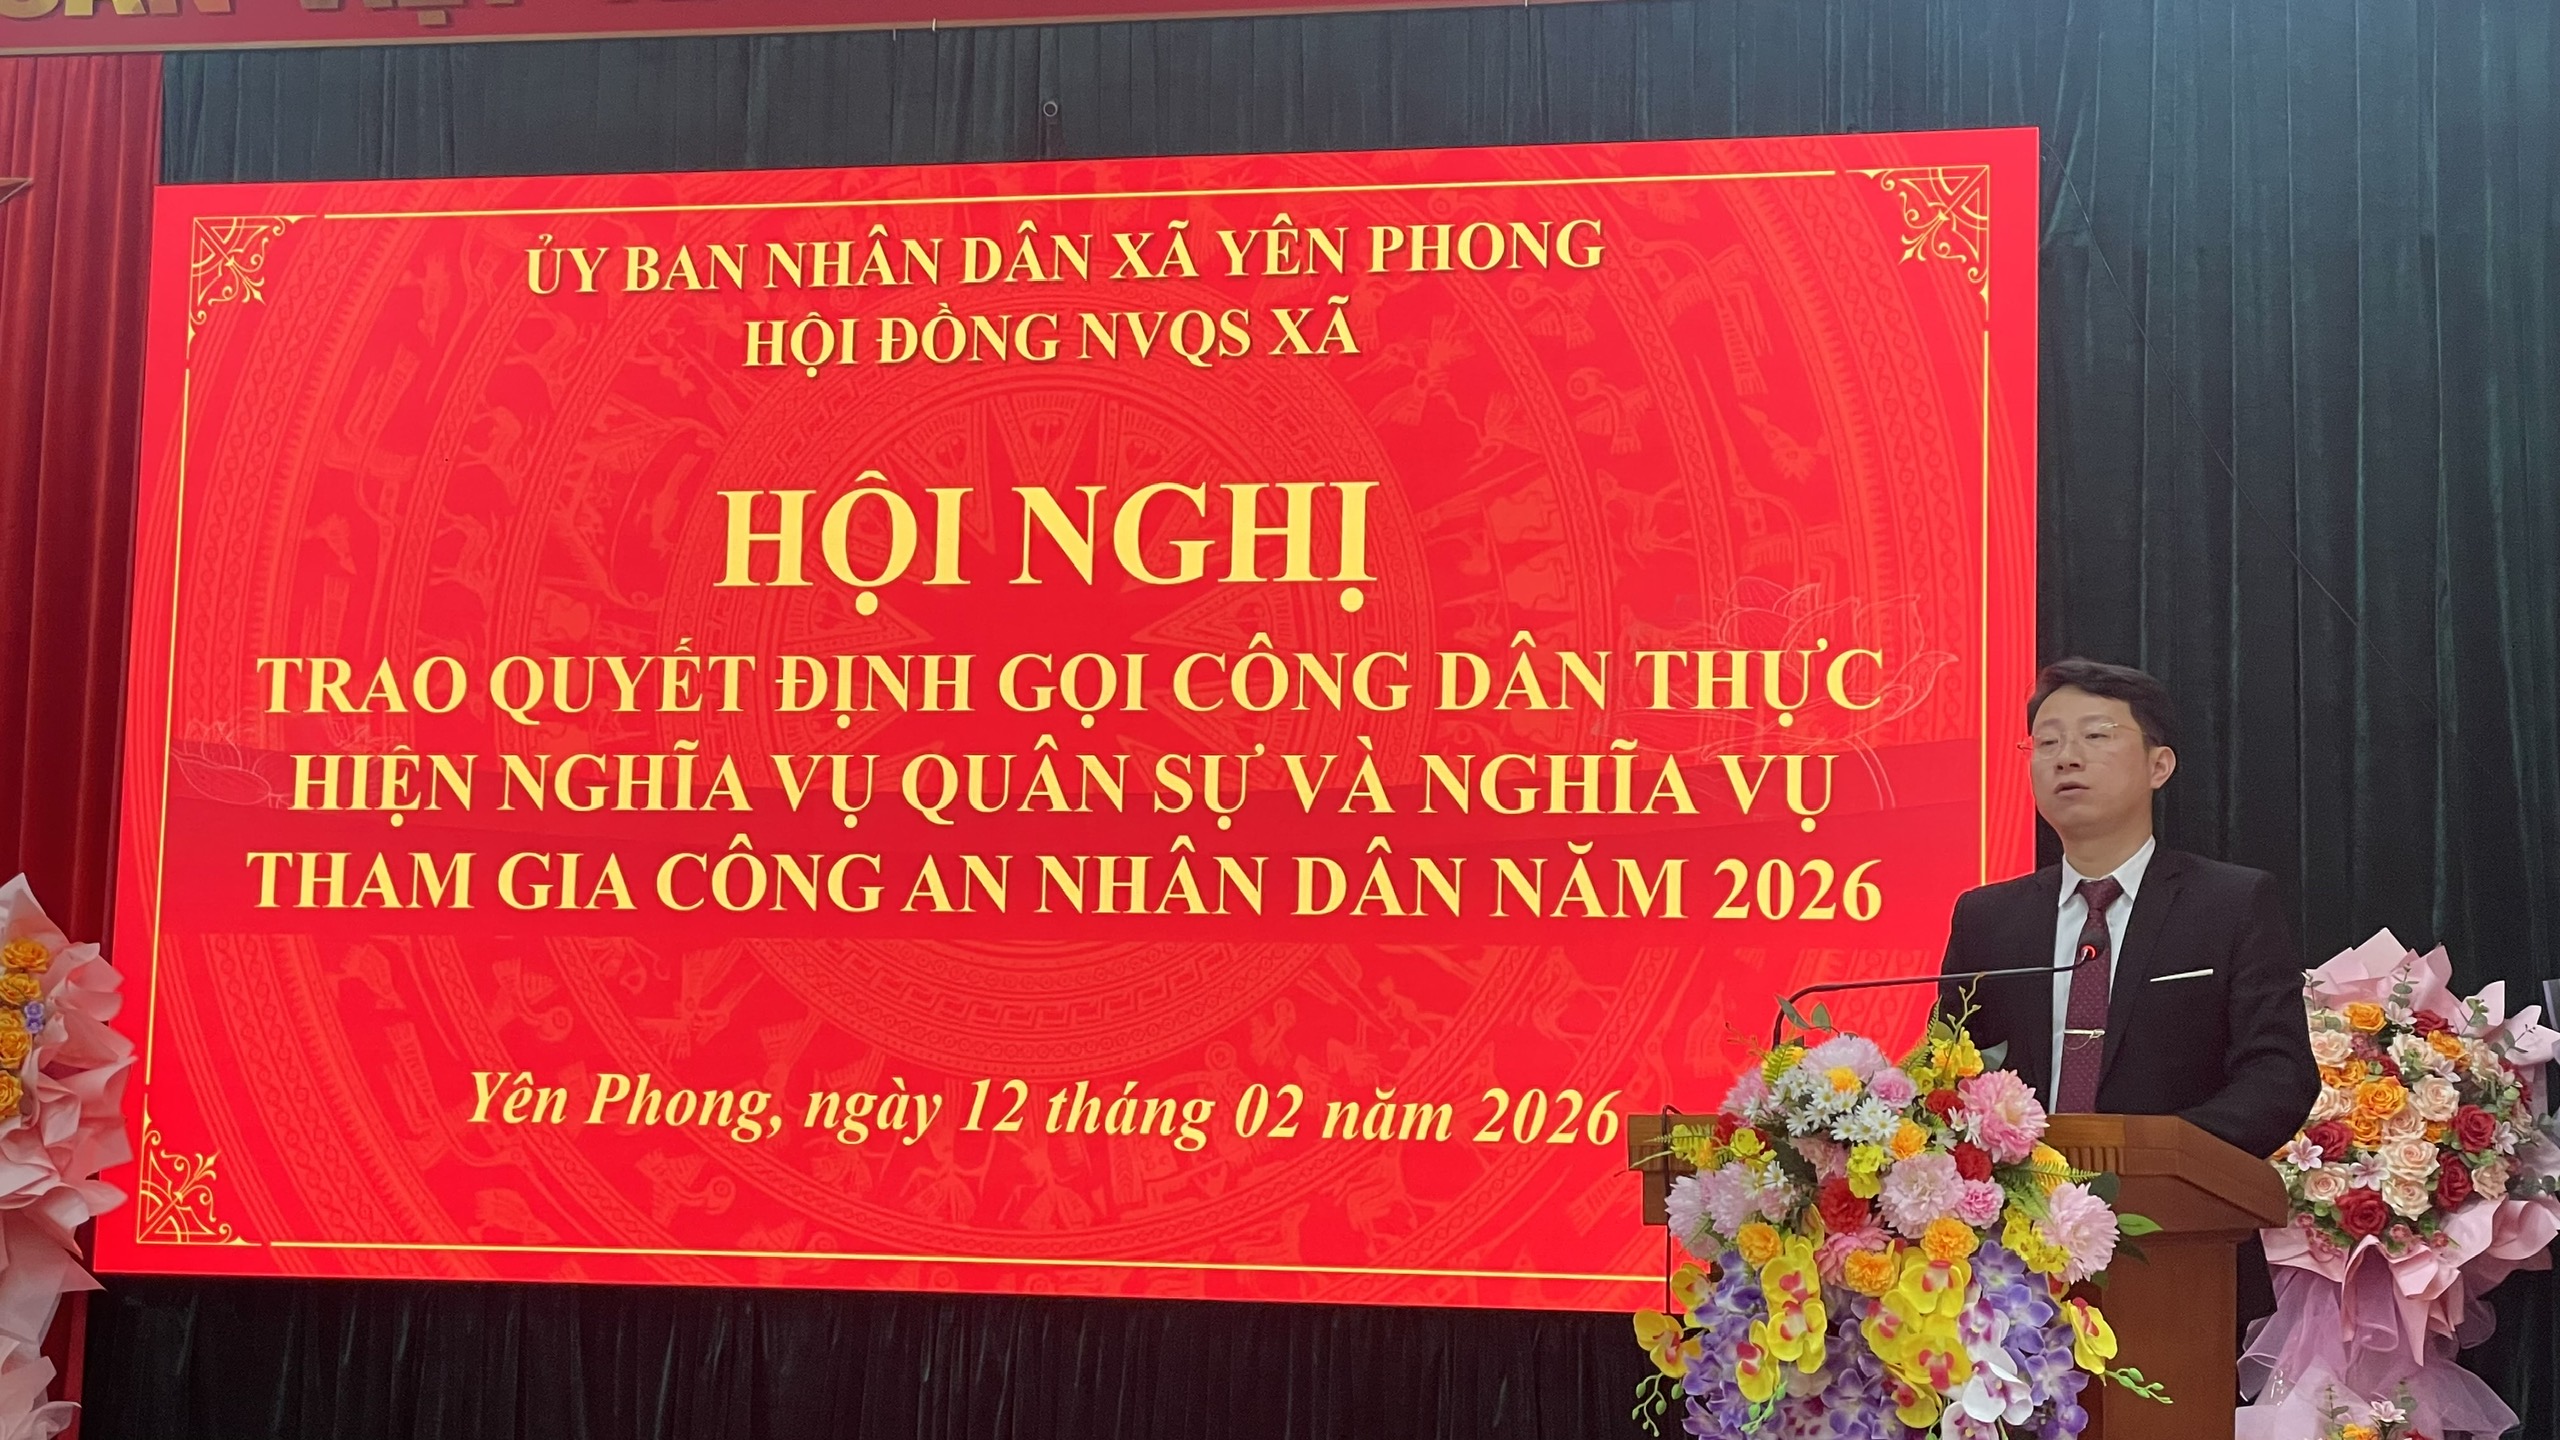 VIỆT
ỦY BAN NHÂN DÂN XÃ YÊN PHONG
HỘI ĐỒNG NVQS XÃ
HỘI NGHỊ
TRAO QUYẾT ĐỊNH GỌI CÔNG DÂN THỰC
HIỆN NGHĨA VỤ QUÂN SỰ VÀ NGHĨA VỤ
THAM GIA CÔNG AN NHÂN DÂN NĂM 2026
Yên Phong, ngày 12 tháng 02 năm 2026